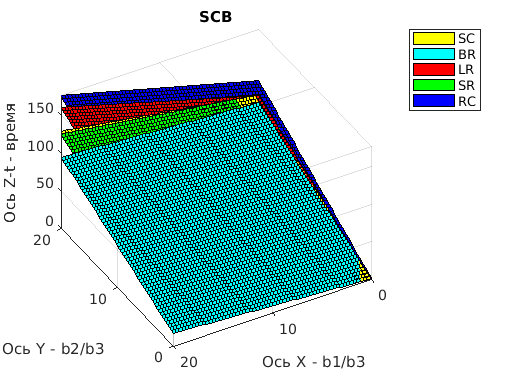 SCB
SC
BR
LR
SR
RC
Ось Z-t - время
150
100
50
0
20
10
0
Ось Y - b2/b3
20
10
0
Ось X - b1/b3